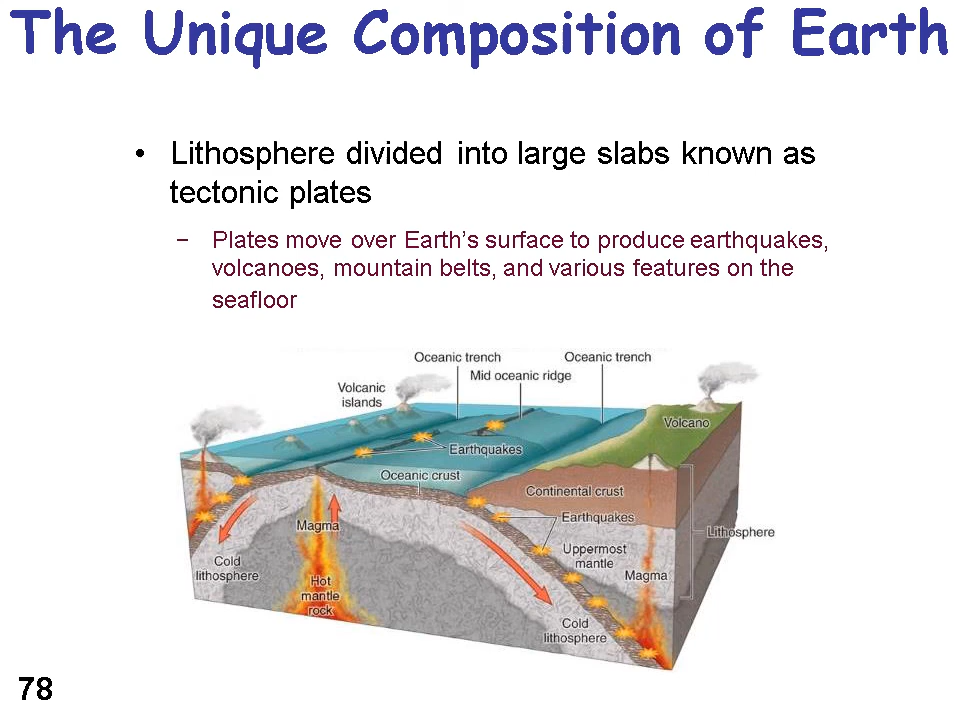 The Unique Composition of Earth
• Lithosphere divided into large slabs known as
tectonic plates
– Plates move over Earth's surface to produce earthquakes,
volcanoes, mountain belts, and various features on the
seafloor
Oceanic trench
Oceanic trench
Mid oceanic ridge
Volcanic
islands
Volcano
Earthquakes
Oceanic crust
Continental crust
Earthquakes
Magma
Lithosphere
Uppermost
mantle
Cold
lithosphere
Magma
Hot
mantle
rock
Cold
lithosphere
78